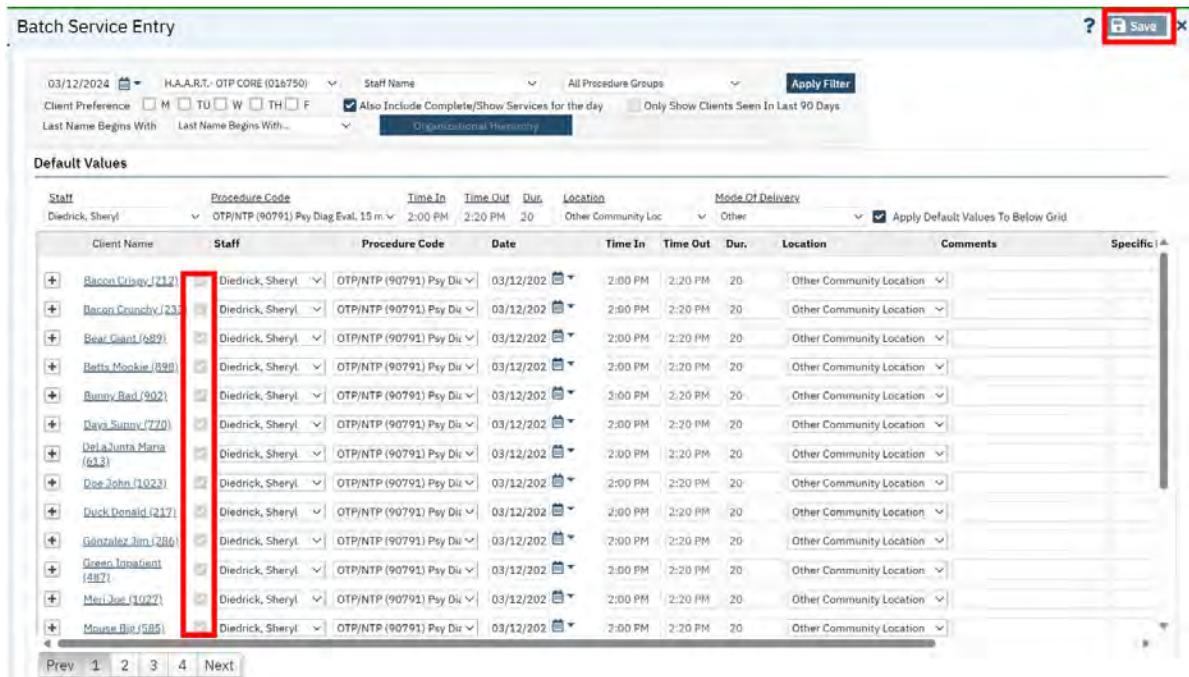 Batch Service Entry ? Save ×
03/12/2024 H.A.A.R.T.- OTP CORE (016750) Staff Name All Procedure Groups Apply Filter
Client Preference M TU W TH F Also Include Complete/Show Services for the day Only Show Clients Seen In Last 90 Days
Last Name Begins With Last Name Begins With... Organizational Hierarchy
Default Values
Staff Procedure Code Time In Time Out Dur. Location Mode Of Delivery
Diedrick, Sheryl OTP/NTP (90791) Psy Diag Eval, 15 m 2:00 PM 2:20 PM 20 Other Community Loc Other Apply Default Values To Below Grid
Client Name Staff Procedure Code Date Time In Time Out Dur. Location Comments Specific
+ Bacon Crispy (212) Diedrick, Sheryl OTP/NTP (90791) Psy Dia 03/12/202 2:00 PM 2:20 PM 20 Other Community Location
+ Bacon Crunchy (23 Diedrick, Sheryl OTP/NTP (90791) Psy Dia 03/12/202 2:00 PM 2:20 PM 20 Other Community Location
+ Bear Giant (689) Diedrick, Sheryl OTP/NTP (90791) Psy Dia 03/12/202 2:00 PM 2:20 PM 20 Other Community Location
+ Betts Mookie (898) Diedrick, Sheryl OTP/NTP (90791) Psy Dia 03/12/202 2:00 PM 2:20 PM 20 Other Community Location
+ Bunny Bad (902) Diedrick, Sheryl OTP/NTP (90791) Psy Dia 03/12/202 2:00 PM 2:20 PM 20 Other Community Location
+ Days Sunny (770) Diedrick, Sheryl OTP/NTP (90791) Psy Dia 03/12/202 2:00 PM 2:20 PM 20 Other Community Location
+ DeLaJunta Maria (613) Diedrick, Sheryl OTP/NTP (90791) Psy Dia 03/12/202 2:00 PM 2:20 PM 20 Other Community Location
+ Doe John (1023) Diedrick, Sheryl OTP/NTP (90791) Psy Dia 03/12/202 2:00 PM 2:20 PM 20 Other Community Location
+ Duck Donald (217) Diedrick, Sheryl OTP/NTP (90791) Psy Dia 03/12/202 2:00 PM 2:20 PM 20 Other Community Location
+ Gonzalez Jim (286) Diedrick, Sheryl OTP/NTP (90791) Psy Dia 03/12/202 2:00 PM 2:20 PM 20 Other Community Location
+ Green Inpatient (487) Diedrick, Sheryl OTP/NTP (90791) Psy Dia 03/12/202 2:00 PM 2:20 PM 20 Other Community Location
+ Meri Joe (1027) Diedrick, Sheryl OTP/NTP (90791) Psy Dia 03/12/202 2:00 PM 2:20 PM 20 Other Community Location
+ Mouse Big (585) Diedrick, Sheryl OTP/NTP (90791) Psy Dia 03/12/202 2:00 PM 2:20 PM 20 Other Community Location
Prev 1 2 3 4 Next